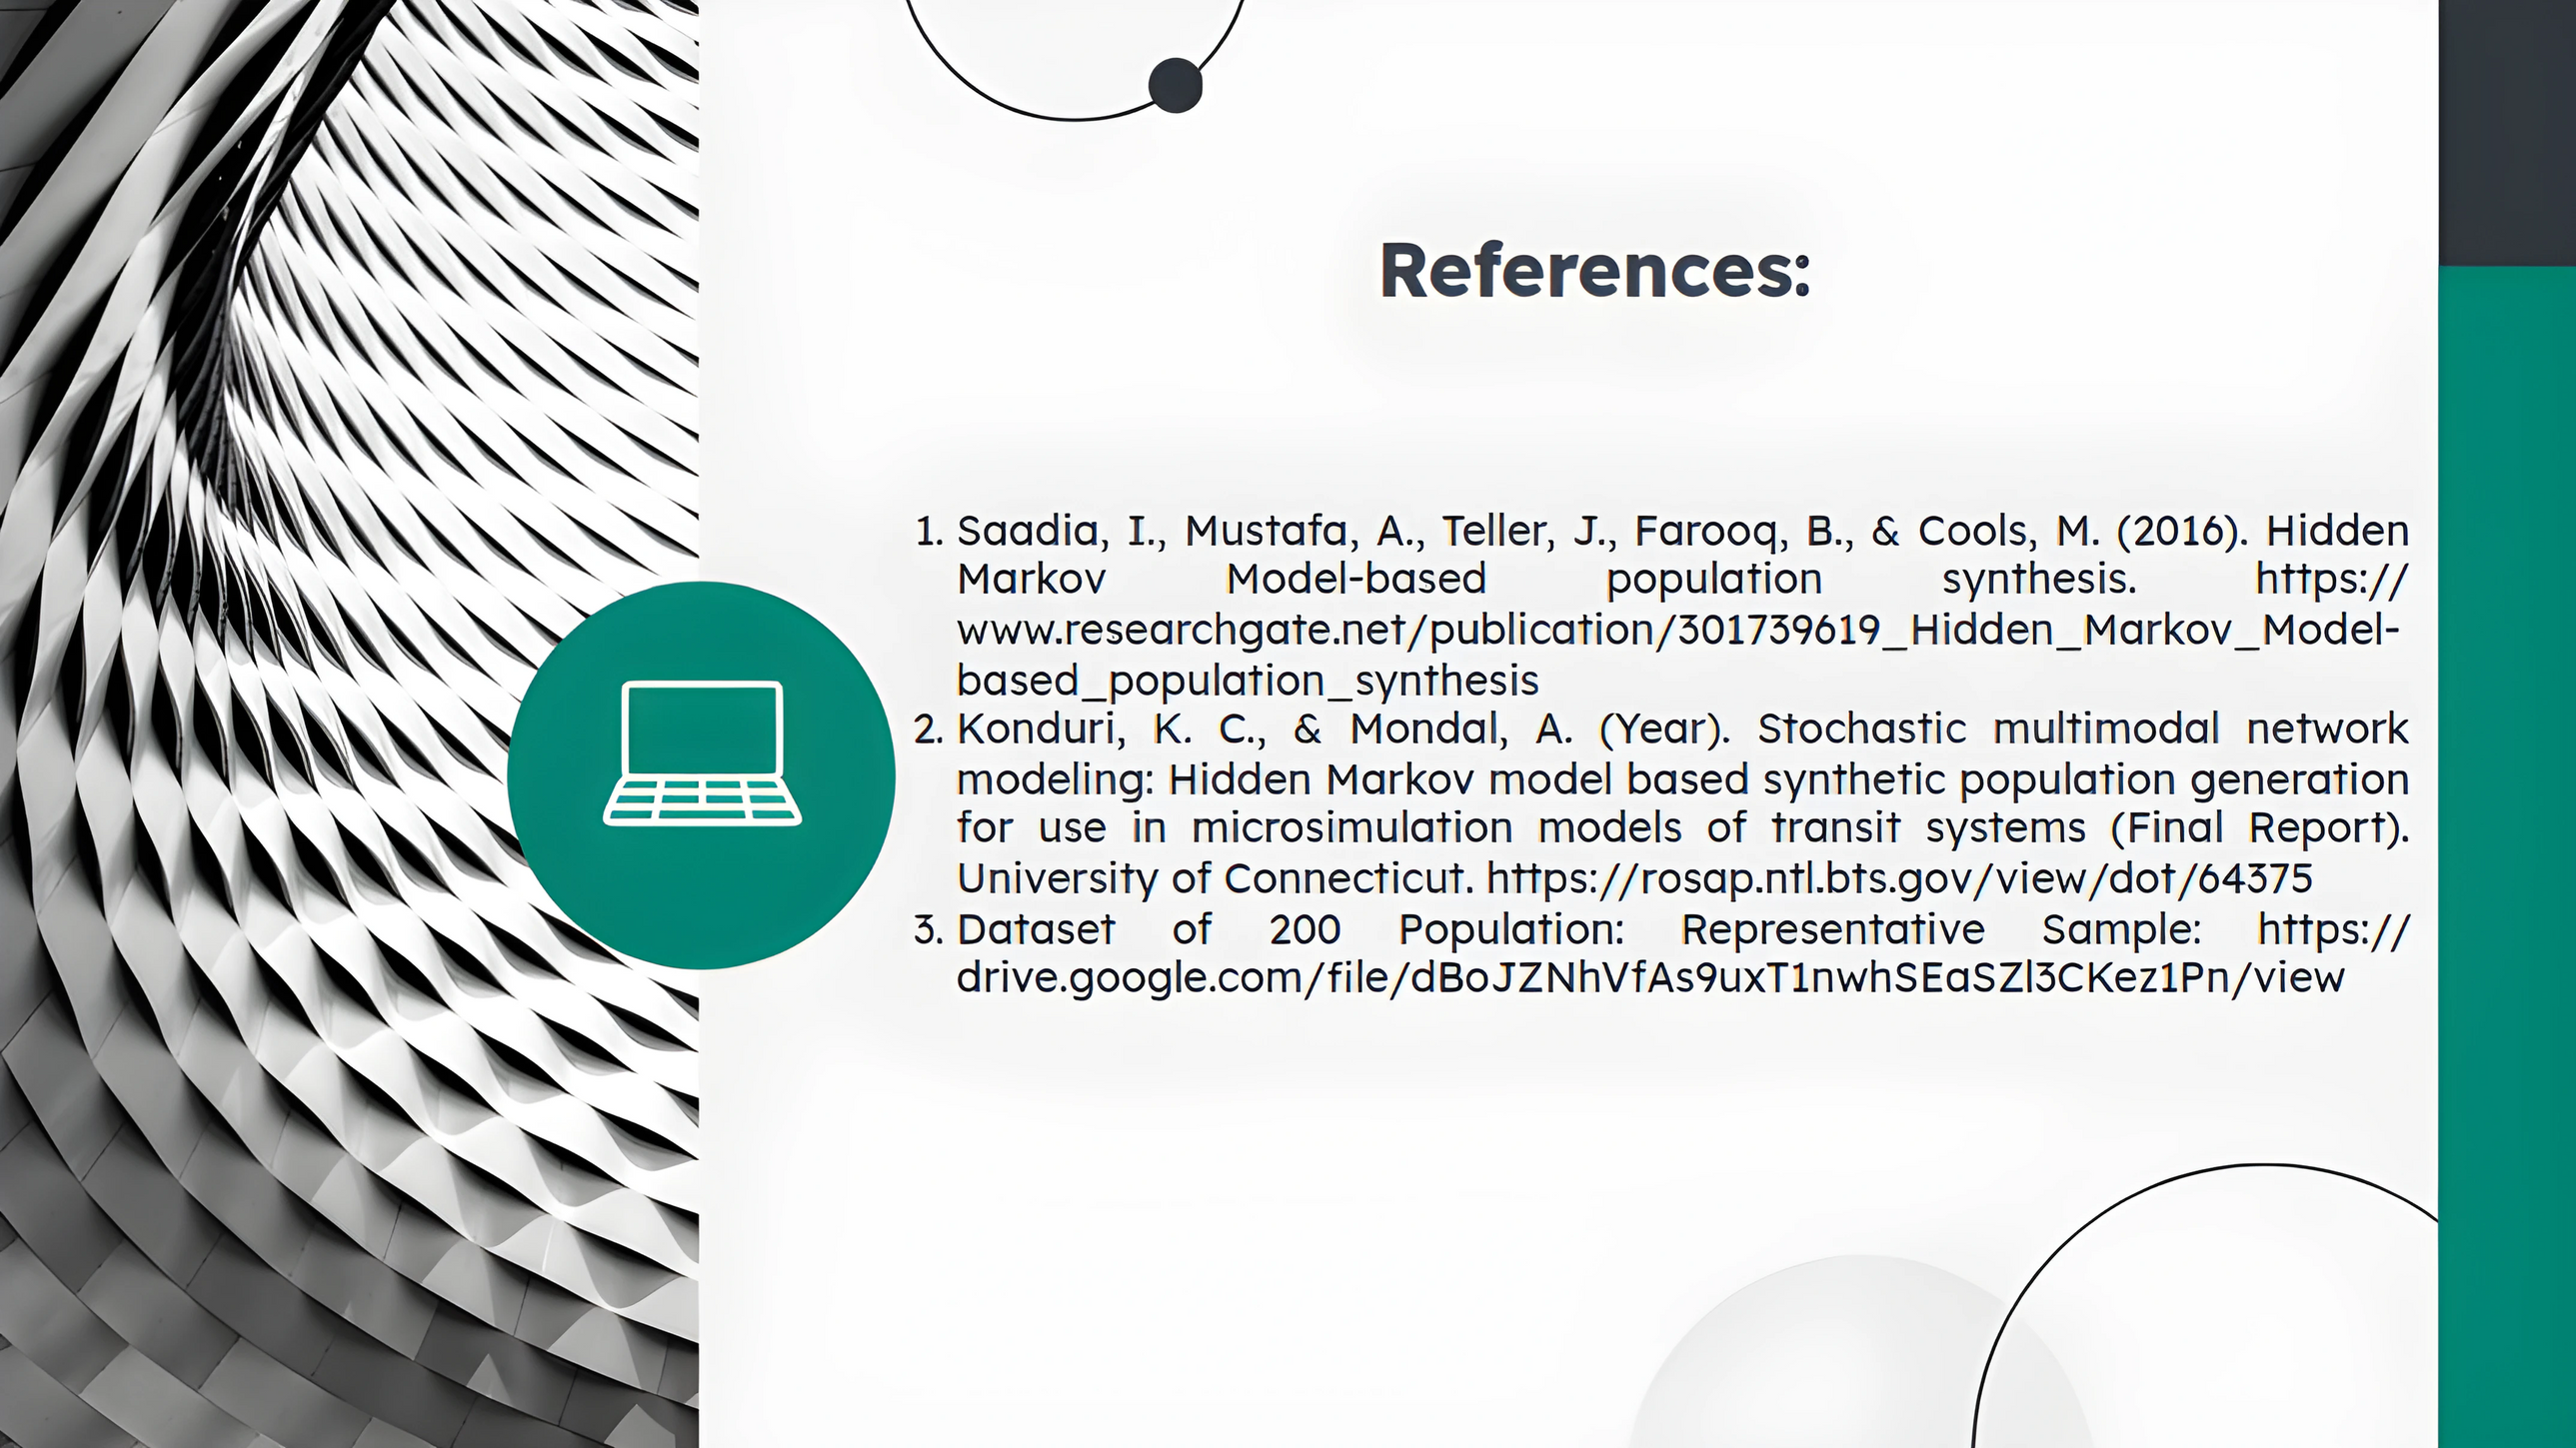 References:
1. Saadia, I., Mustafa, A., Teller, J., Farooq, B., & Cools, M. (2016). Hidden
Markov Model-based population synthesis. https://
www.researchgate.net/publication/301739619_Hidden_Markov_Model-
based_population_synthesis
2. Konduri, K. C., & Mondal, A. (Year). Stochastic multimodal network
modeling: Hidden Markov model based synthetic population generation
for use in microsimulation models of transit systems (Final Report).
University of Connecticut. https://rosap.ntl.bts.gov/view/dot/64375
3. Dataset of 200 Population: Representative Sample: https://
drive.google.com/file/dBoJZNhVfAs9uxT1nwhSEaSZl3CKez1Pn/view